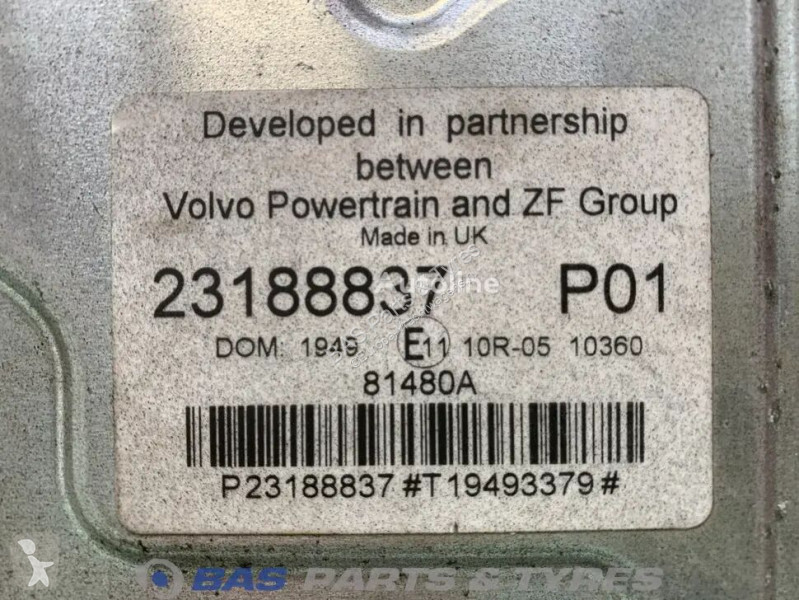 Developed in partnership
between
Volvo Powertrain and ZF Group
Made in UK
23188837 P01
Autoline
DOM: 1949 E11 10R-05 10360
81480A
P23188837#T19493379#
BAS PARTS & TYRES